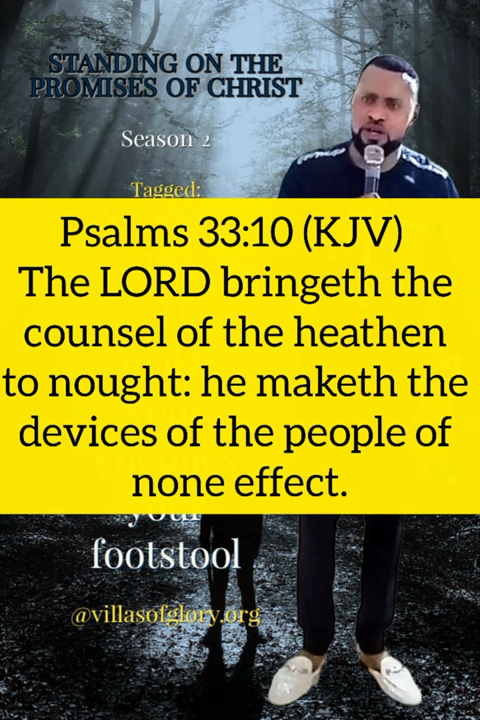 STANDING ON THE
PROMISES OF CHRIST
Season 2
Tagged:
Psalms 33:10 (KJV)
The LORD bringeth the
counsel of the heathen
to nought: he maketh the
devices of the people of
none effect.
your
footstool
@villasofglory.org